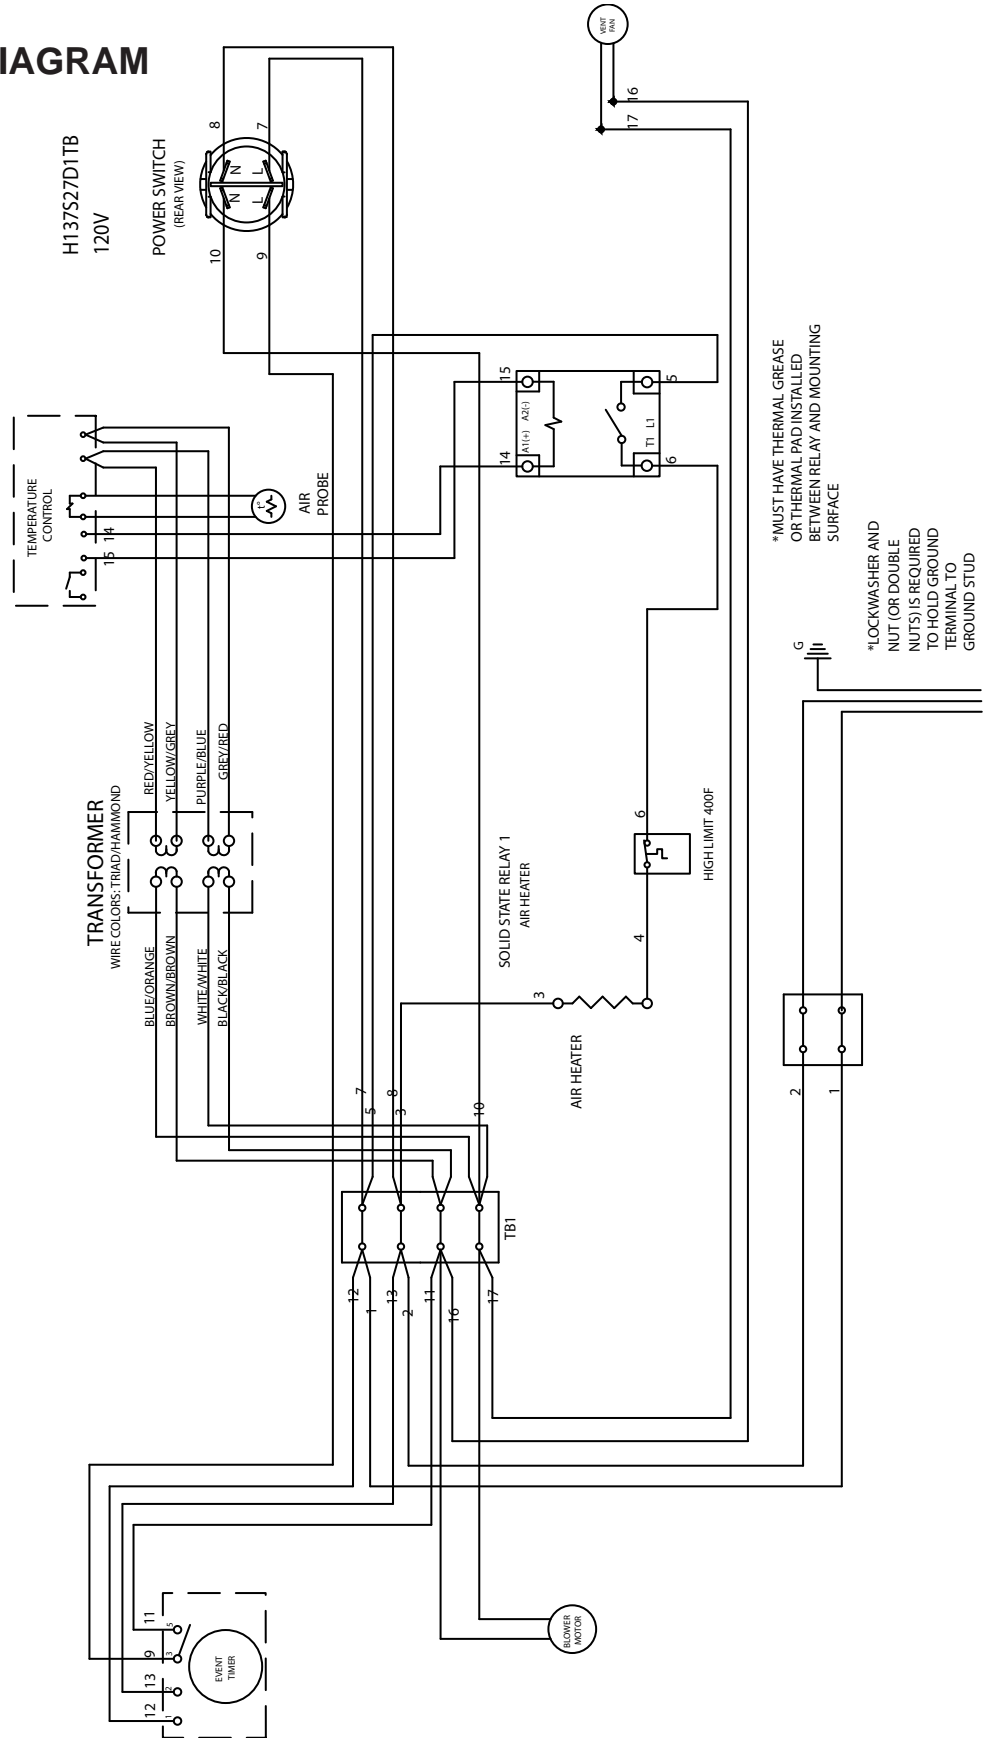 IAGRAM
H137S27D1TB
120V
POWER SWITCH
(REAR VIEW)
8
7
N
L
N
L
10
9
VENT
FAN
16
17
TEMPERATURE
CONTROL
14
15
t°
AIR
PROBE
15
14
A1(+) A2(-)
T1 L1
5
6
*MUST HAVE THERMAL GREASE
OR THERMAL PAD INSTALLED
BETWEEN RELAY AND MOUNTING
SURFACE
*LOCKWASHER AND
NUT (OR DOUBLE
NUTS) IS REQUIRED
TO HOLD GROUND
TERMINAL TO
GROUND STUD
G
TRANSFORMER
WIRE COLORS: TRIAD/HAMMOND
RED/YELLOW
YELLOW/GREY
PURPLE/BLUE
GREY/RED
BLUE/ORANGE
BROWN/BROWN
WHITE/WHITE
BLACK/BLACK
SOLID STATE RELAY 1
AIR HEATER
6
HIGH LIMIT 400F
4
3
AIR HEATER
7
5
8
3
10
TB1
12
1
13
2
11
16
17
2
1
11
9
13
12
5
3
2
1
EVENT
TIMER
BLOWER
MOTOR